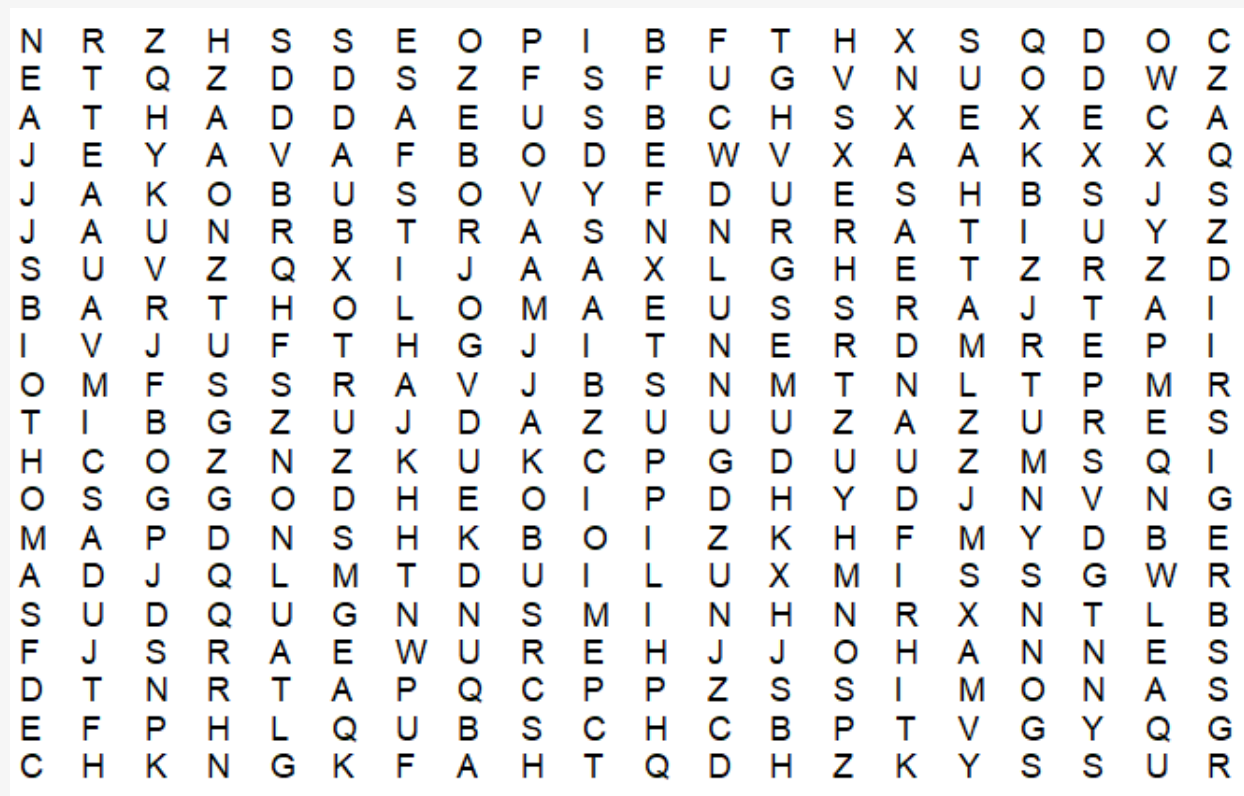 N R Z H S S E O P I B F T H X S Q D O C
E T Q Z D D S Z F S F U G V N U O D W Z
A T H A D D A E U S B C H S X E X E C A
J E Y A V A F B O D E W V X A A K X X Q
J A K O B U S O V Y F D U E S H B S J S
J A U N R B T R A S N N R R A T I U Y Z
S U V Z Q X I J A A X L G H E T Z R Z D
B A R T H O L O M A E U S S R A J T A I
I V J U F T H G J I T N E R D M R E P I
O M F S S R A V J B S N M T N L T P M R
T I B G Z U J D A Z U U U Z A Z U R E S
H C O Z N Z K U K C P G D U U Z M S Q I
O S G G O D H E O I P D H Y D J N V N G
M A P D N S H K B O I Z K H F M Y D B E
A D J Q L M T D U I L U X M I S S G W R
S U D Q U G N N S M I N H N R X N T L B
F J S R A E W U R E H J J O H A N N E S
D T N R T A P Q C P P Z S S I M O N A S
E F P H L Q U B S C H C B P T V G Y Q G
C H K N G K F A H T Q D H Z K Y S S U R